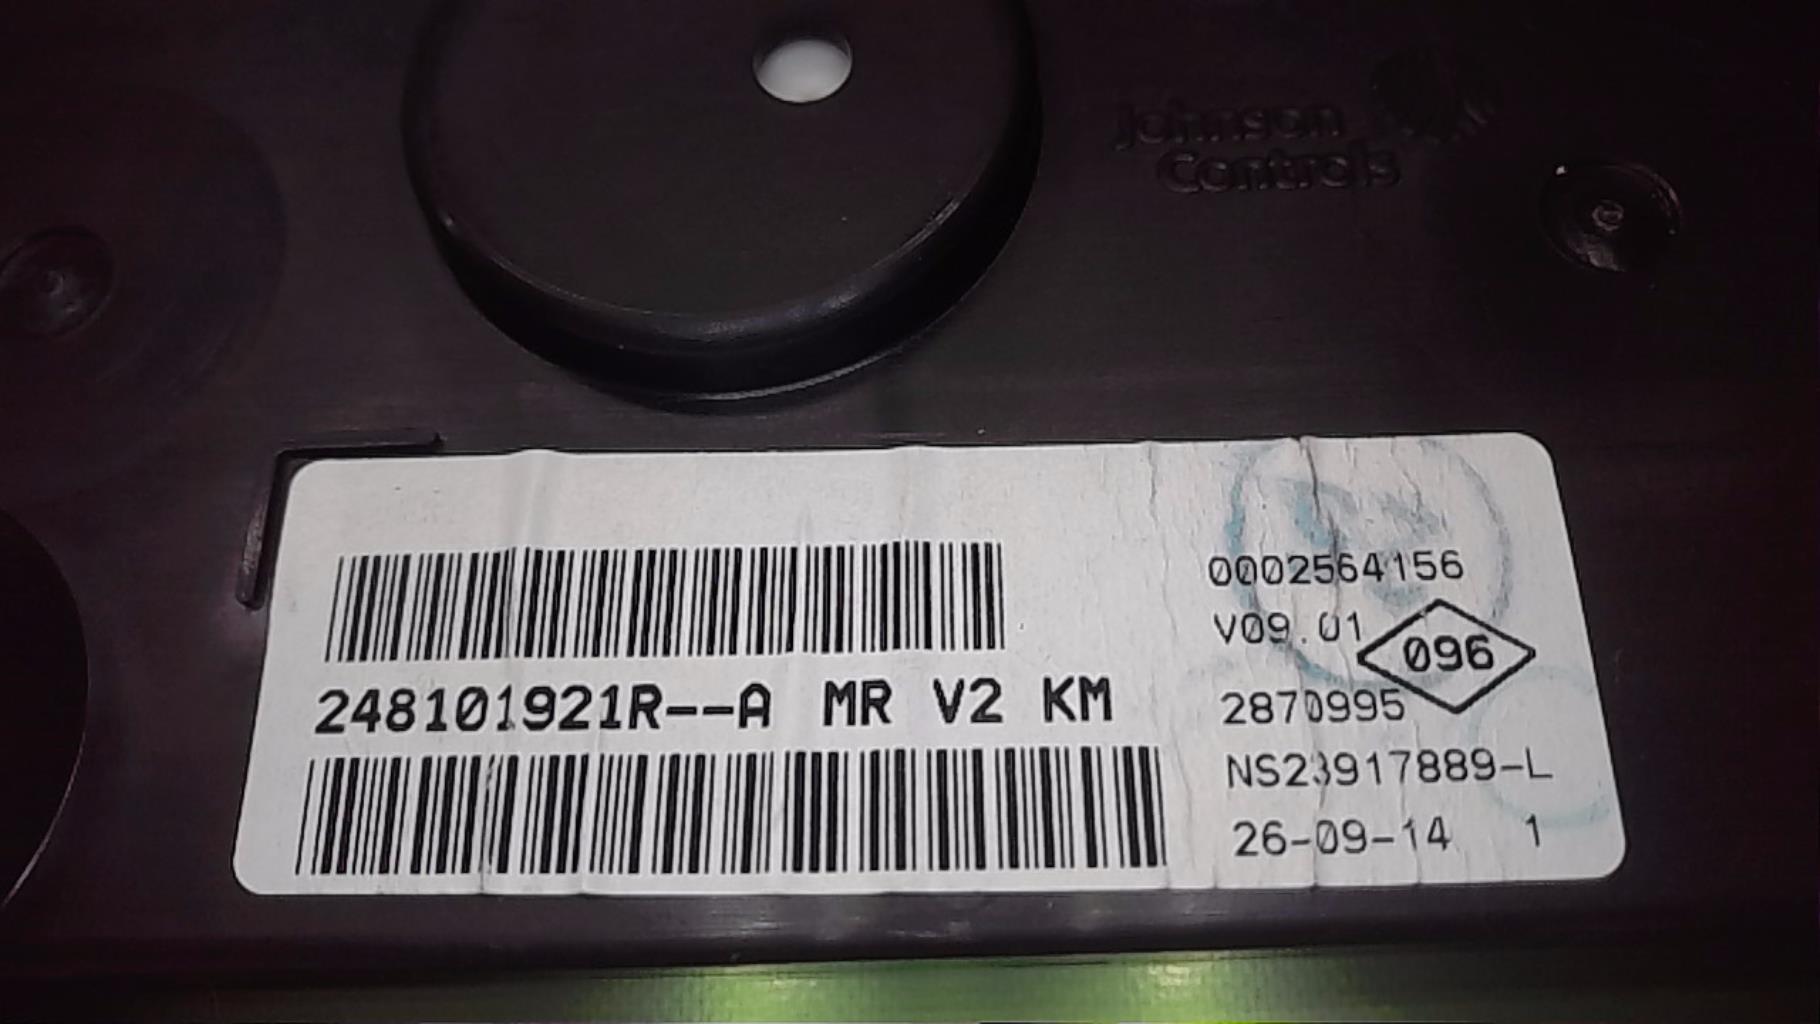 Johnson
Controls
0002564156
V09.01
096
248101921R--A MR V2 KM
2870995
NS23917889-L
26-09-14 1